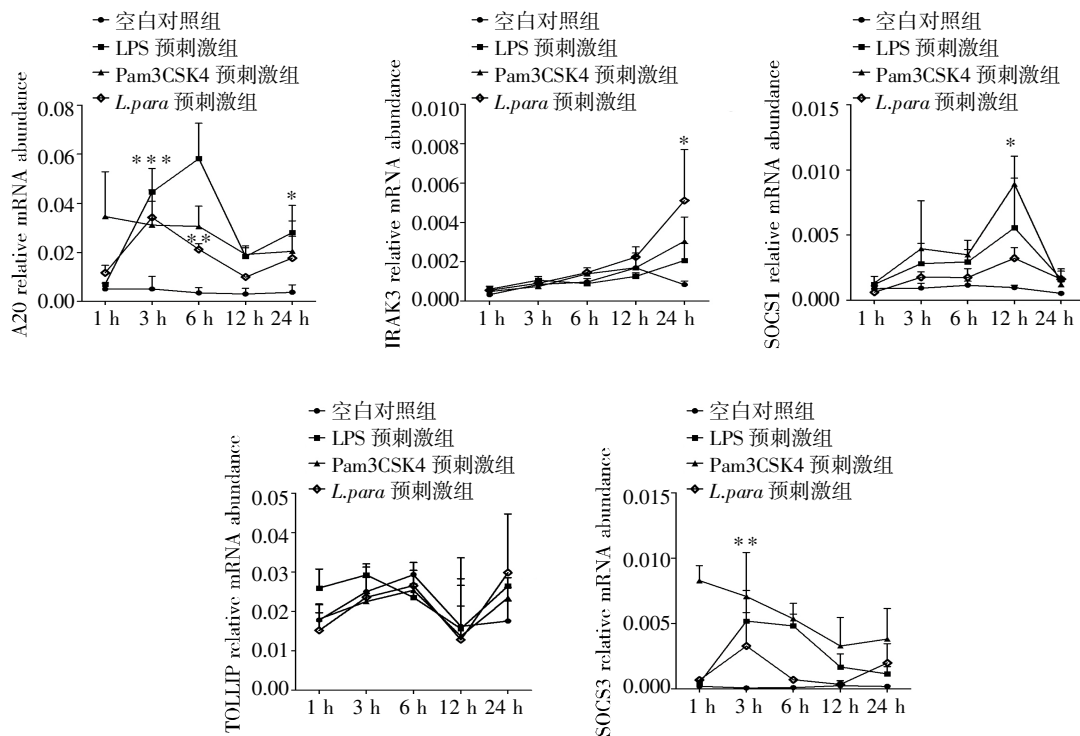 空白对照组
LPS 预刺激组
Pam3CSK4 预刺激组
L.para 预刺激组
A20 relative mRNA abundance
0.08
0.06
0.04
0.02
0.00
***
**
*
1 h 3 h 6 h 12 h 24 h
空白对照组
LPS 预刺激组
Pam3CSK4 预刺激组
L.para 预刺激组
IRAK3 relative mRNA abundance
0.010
0.008
0.006
0.004
0.002
0.000
*
1 h 3 h 6 h 12 h 24 h
空白对照组
LPS 预刺激组
Pam3CSK4 预刺激组
L.para 预刺激组
SOCS1 relative mRNA abundance
0.015
0.010
0.005
0.000
*
1 h 3 h 6 h 12 h 24 h
空白对照组
LPS 预刺激组
Pam3CSK4 预刺激组
L.para 预刺激组
TOLLIP relative mRNA abundance
0.05
0.04
0.03
0.02
0.01
0.00
1 h 3 h 6 h 12 h 24 h
空白对照组
LPS 预刺激组
Pam3CSK4 预刺激组
L.para 预刺激组
SOCS3 relative mRNA abundance
0.015
0.010
0.005
0.000
**
1 h 3 h 6 h 12 h 24 h